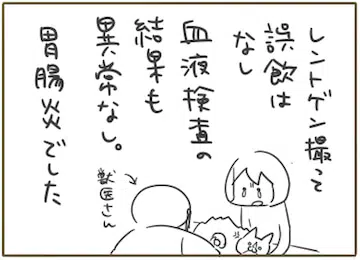 レントゲン撮って
誤飲は
なし
血液検査の
結果も
異常なし。
胃腸炎でした
獣医さん